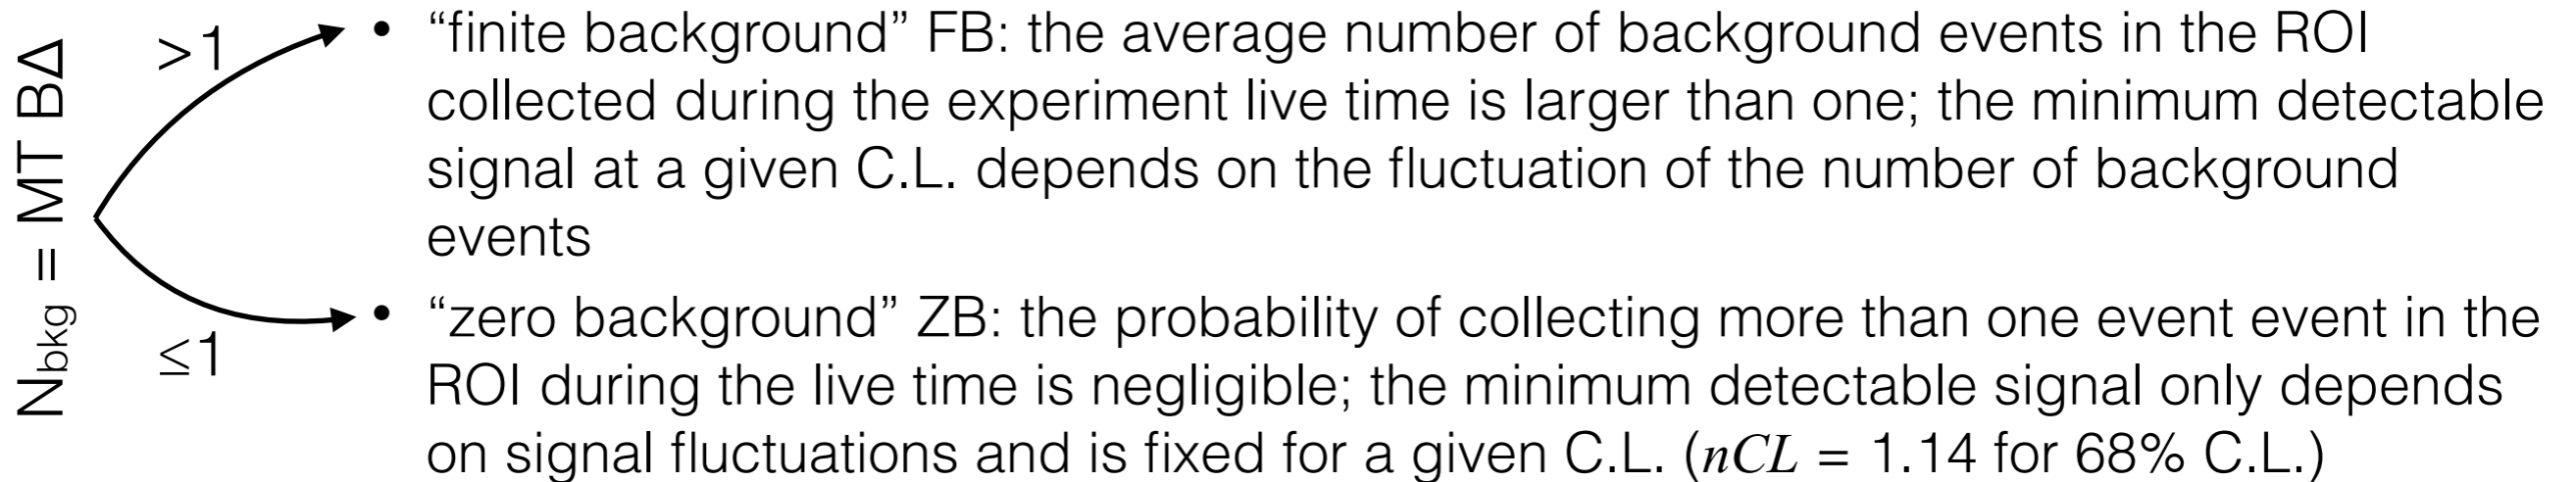 N_bkg = MT BΔ
>1
• “finite background” FB: the average number of background events in the ROI
collected during the experiment live time is larger than one; the minimum detectable
signal at a given C.L. depends on the fluctuation of the number of background
events
≤1
• “zero background” ZB: the probability of collecting more than one event event in the
ROI during the live time is negligible; the minimum detectable signal only depends
on signal fluctuations and is fixed for a given C.L. (nCL = 1.14 for 68% C.L.)